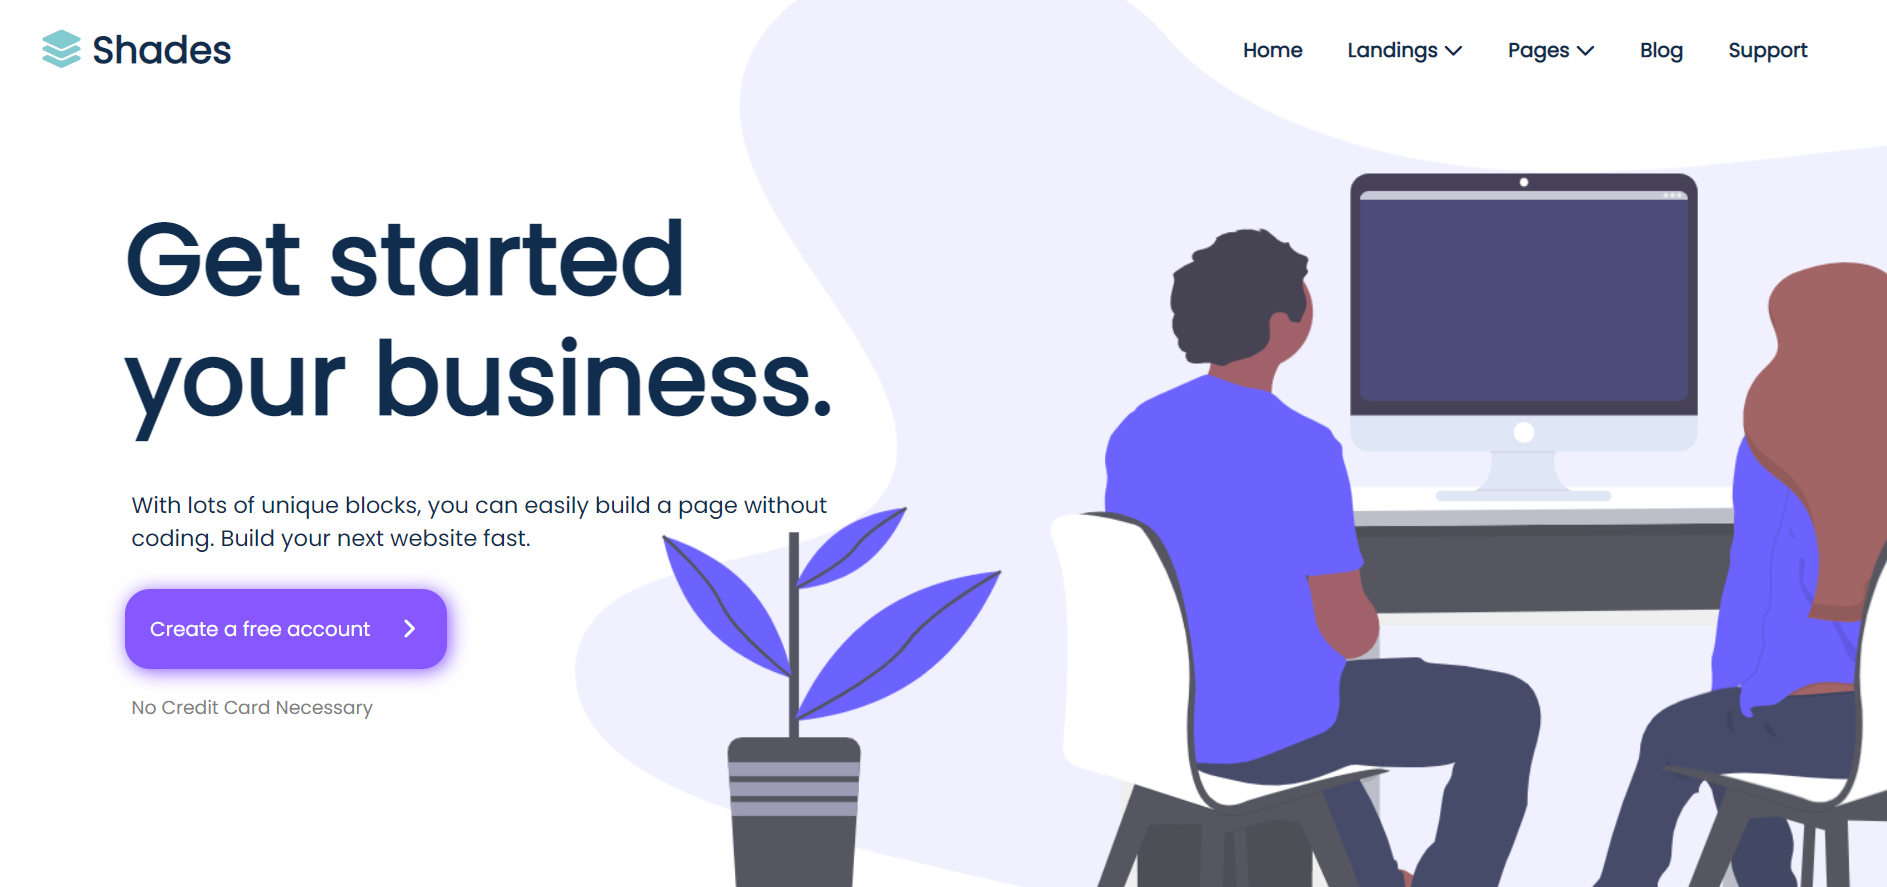 Shades
Home Landings Pages Blog Support
Get started
your business.
With lots of unique blocks, you can easily build a page without
coding. Build your next website fast.
Create a free account
No Credit Card Necessary